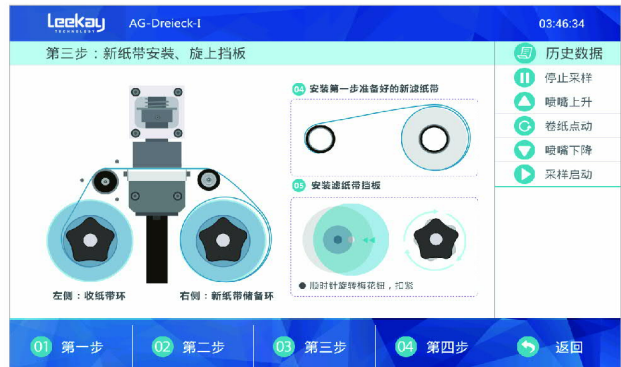 Leekay
TECHNOLOGY
AG-Dreieck-I
03:46:34
第三步：新纸带安装、旋上挡板
04 安装第一步准备好的新滤纸带
05 安装滤纸带挡板
● 顺时针旋转梅花钮，扣紧
左侧：收纸带环
右侧：新纸带储备环
历史数据
停止采样
喷嘴上升
卷纸点动
喷嘴下降
采样启动
01 第一步
02 第二步
03 第三步
04 第四步
返回